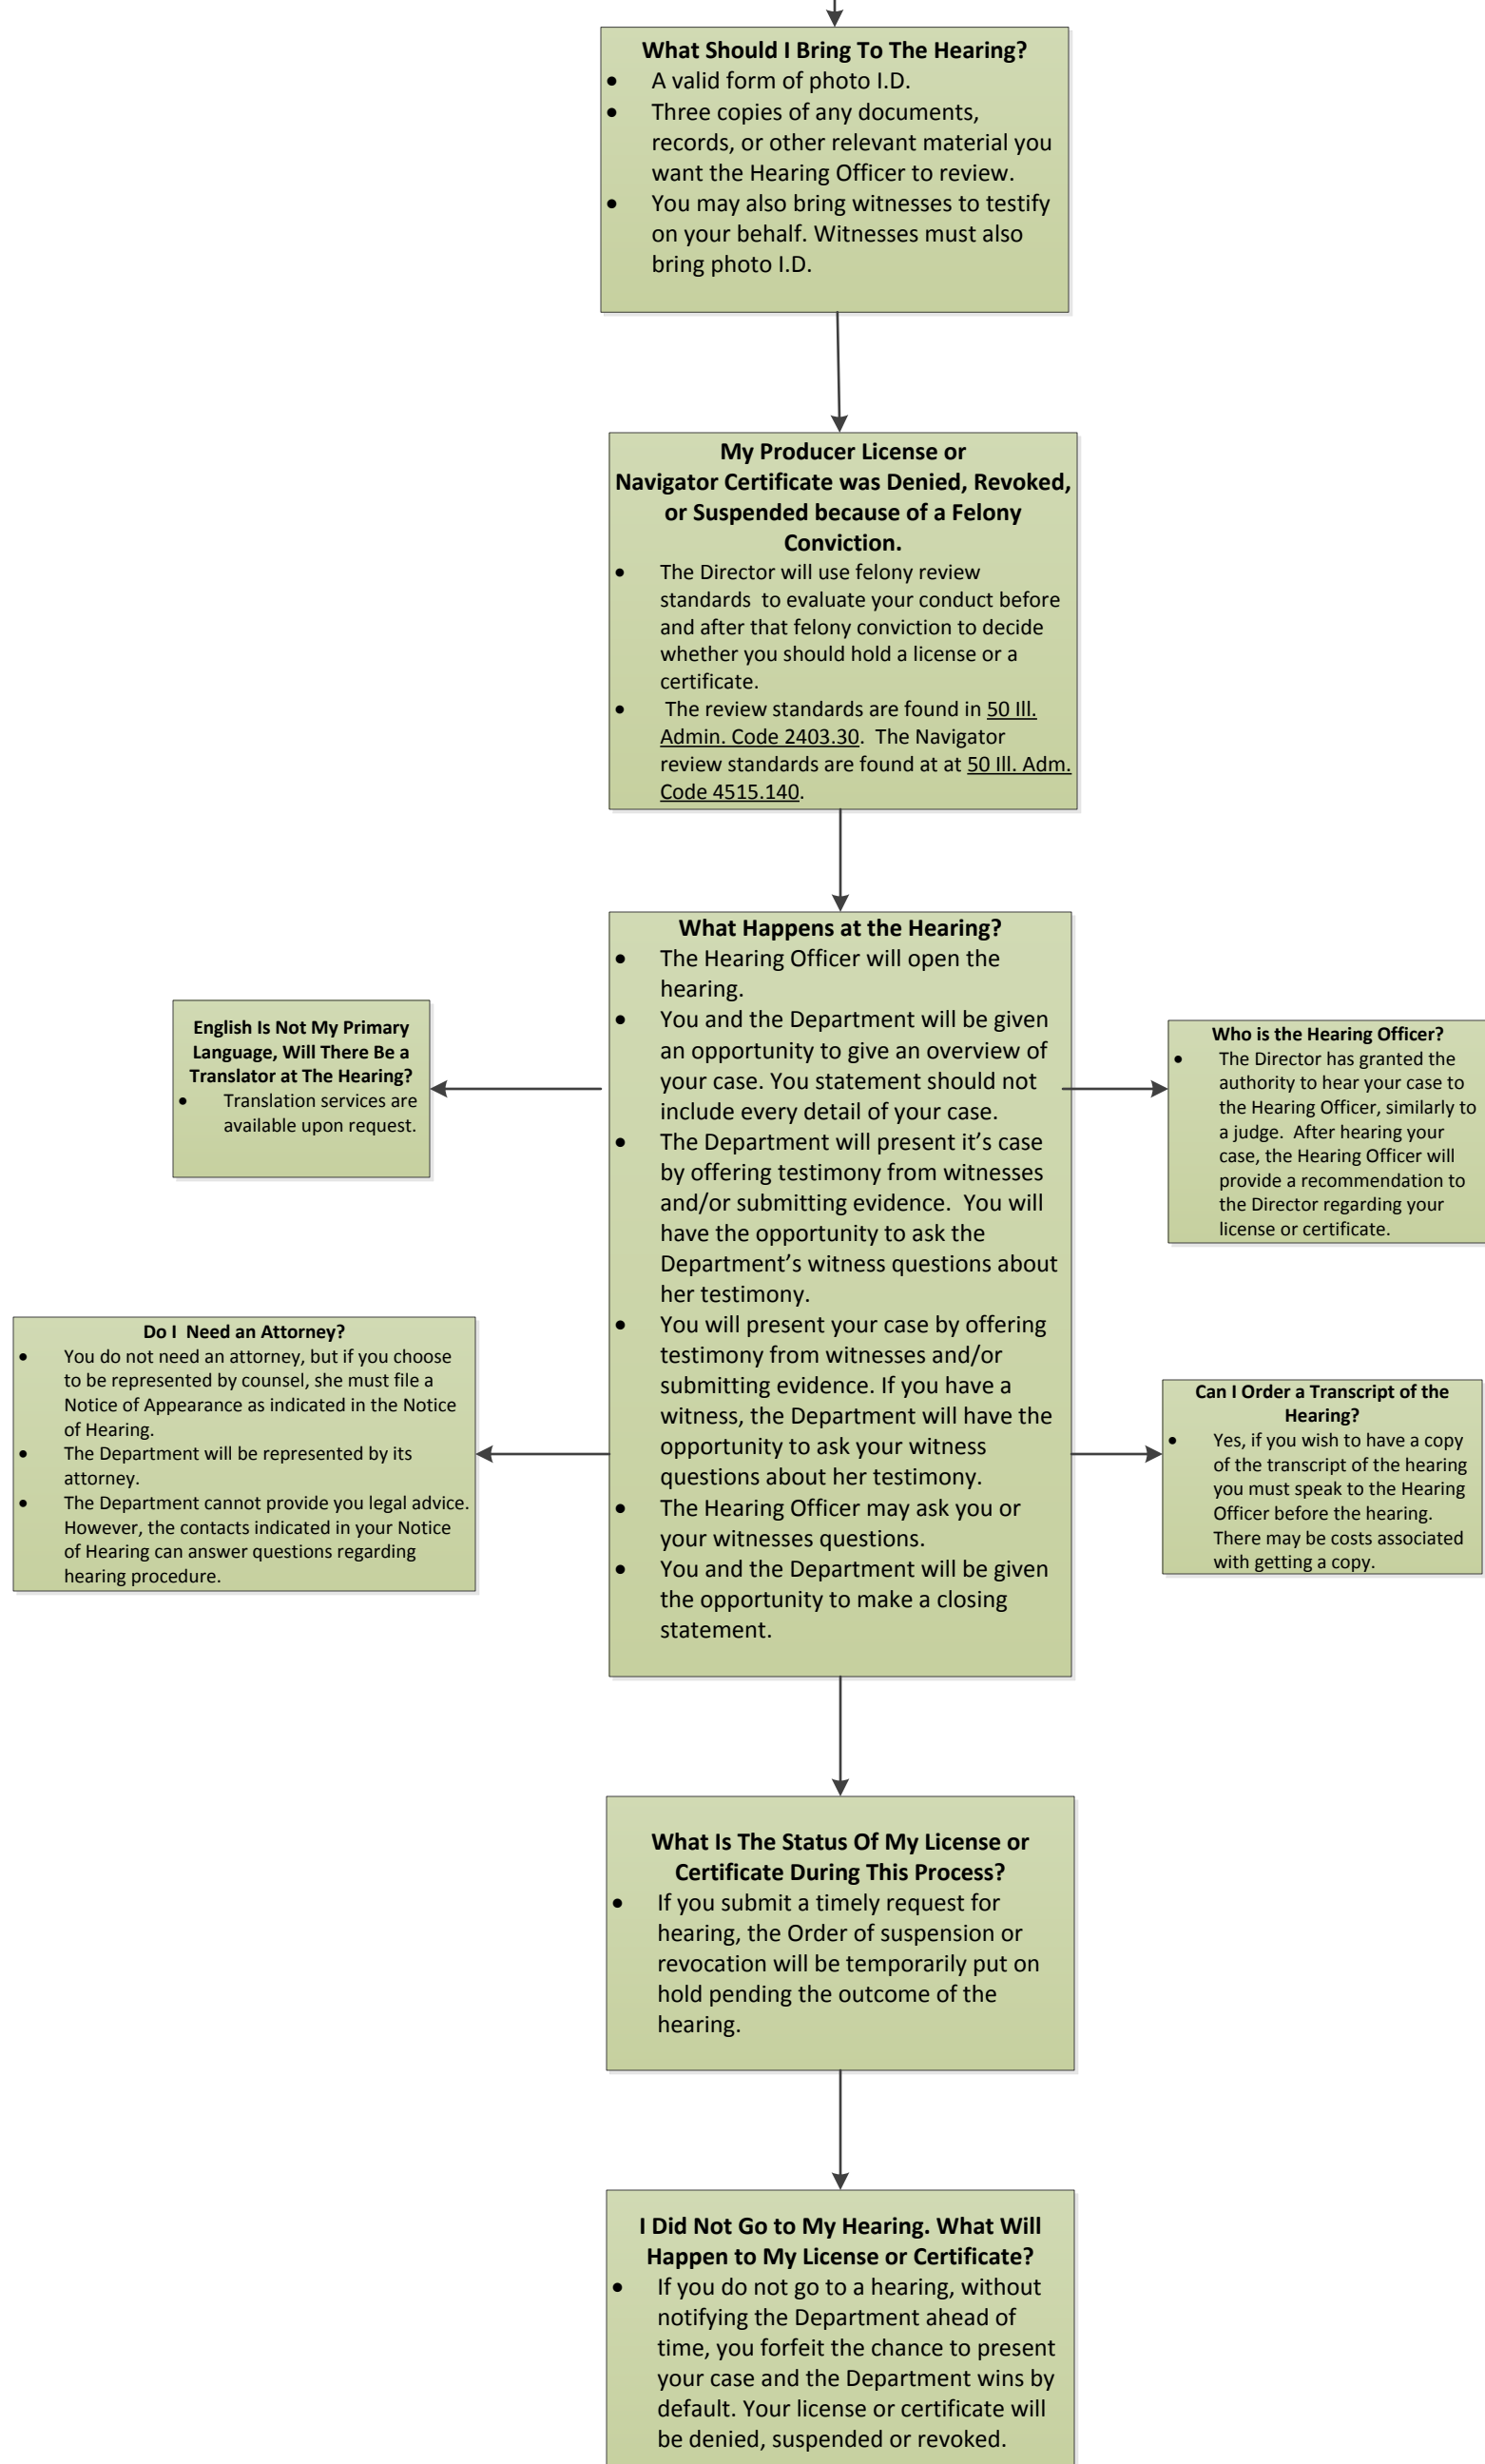 What Should I Bring To The Hearing?
• A valid form of photo I.D.
• Three copies of any documents,
records, or other relevant material you
want the Hearing Officer to review.
• You may also bring witnesses to testify
on your behalf. Witnesses must also
bring photo I.D.
My Producer License or
Navigator Certificate was Denied, Revoked,
or Suspended because of a Felony
Conviction.
• The Director will use felony review
standards to evaluate your conduct before
and after that felony conviction to decide
whether you should hold a license or a
certificate.
• The review standards are found in 50 Ill.
Admin. Code 2403.30. The Navigator
review standards are found at at 50 Ill. Adm.
Code 4515.140.
What Happens at the Hearing?
• The Hearing Officer will open the
hearing.
• You and the Department will be given
an opportunity to give an overview of
your case. You statement should not
include every detail of your case.
• The Department will present it's case
by offering testimony from witnesses
and/or submitting evidence. You will
have the opportunity to ask the
Department's witness questions about
her testimony.
• You will present your case by offering
testimony from witnesses and/or
submitting evidence. If you have a
witness, the Department will have the
opportunity to ask your witness
questions about her testimony.
• The Hearing Officer may ask you or
your witnesses questions.
• You and the Department will be given
the opportunity to make a closing
statement.
English Is Not My Primary
Language, Will There Be a
Translator at The Hearing?
• Translation services are
available upon request.
Who is the Hearing Officer?
• The Director has granted the
authority to hear your case to
the Hearing Officer, similarly to
a judge. After hearing your
case, the Hearing Officer will
provide a recommendation to
the Director regarding your
license or certificate.
Do I Need an Attorney?
• You do not need an attorney, but if you choose
to be represented by counsel, she must file a
Notice of Appearance as indicated in the Notice
of Hearing.
• The Department will be represented by its
attorney.
• The Department cannot provide you legal advice.
However, the contacts indicated in your Notice
of Hearing can answer questions regarding
hearing procedure.
Can I Order a Transcript of the
Hearing?
• Yes, if you wish to have a copy
of the transcript of the hearing
you must speak to the Hearing
Officer before the hearing.
There may be costs associated
with getting a copy.
What Is The Status Of My License or
Certificate During This Process?
• If you submit a timely request for
hearing, the Order of suspension or
revocation will be temporarily put on
hold pending the outcome of the
hearing.
I Did Not Go to My Hearing. What Will
Happen to My License or Certificate?
• If you do not go to a hearing, without
notifying the Department ahead of
time, you forfeit the chance to present
your case and the Department wins by
default. Your license or certificate will
be denied, suspended or revoked.